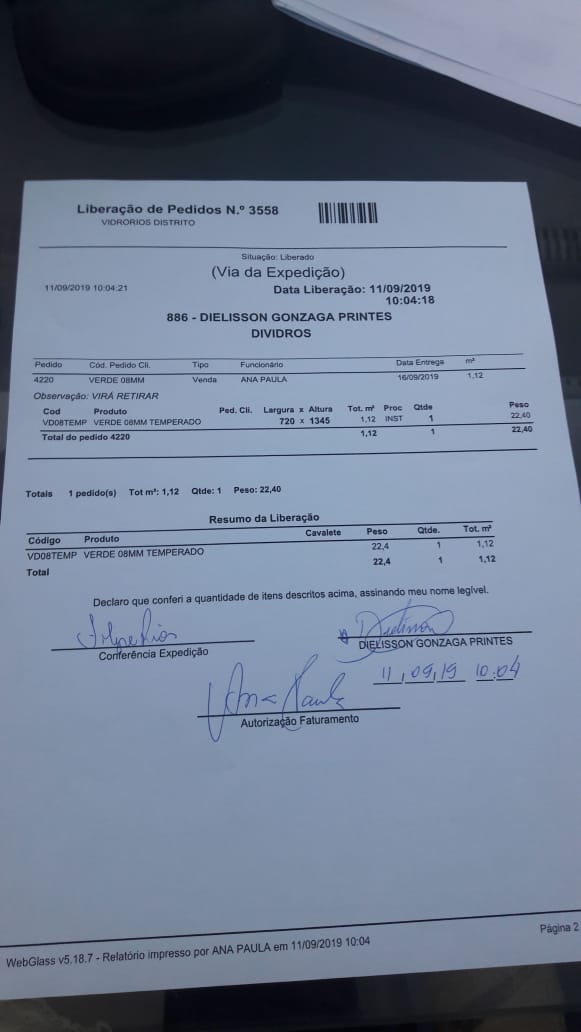 Liberação de Pedidos N.º 3558
VIDRORIOS DISTRITO
Situação: Liberado
(Via da Expedição)
11/09/2019 10:04:21
Data Liberação: 11/09/2019
10:04:18
886 - DIELISSON GONZAGA PRINTES
DIVIDROS
Pedido Cód. Pedido Cli. Tipo Funcionário Data Entrega m²
4220 VERDE 08MM Venda ANA PAULA 16/09/2019 1,12
Observação: VIRÁ RETIRAR
Cod Produto Ped. Cli. Largura x Altura Tot. m² Proc Qtde Peso
VD08TEMP VERDE 08MM TEMPERADO 720 x 1345 1,12 INST 1 22,40
Total do pedido 4220 1,12 1 22,40
Totais 1 pedido(s) Tot m²: 1,12 Qtde: 1 Peso: 22,40
Resumo da Liberação
Código Produto Cavalete Peso Qtde. Tot. m²
VD08TEMP VERDE 08MM TEMPERADO 22,4 1 1,12
Total 22,4 1 1,12
Declaro que conferi a quantidade de itens descritos acima, assinando meu nome legível.
Dielisson
Conferência Expedição
DIELISSON GONZAGA PRINTES
11,09,19 10:04
Ana Paula
Autorização Faturamento
WebGlass v5.18.7 - Relatório impresso por ANA PAULA em 11/09/2019 10:04
Página 2